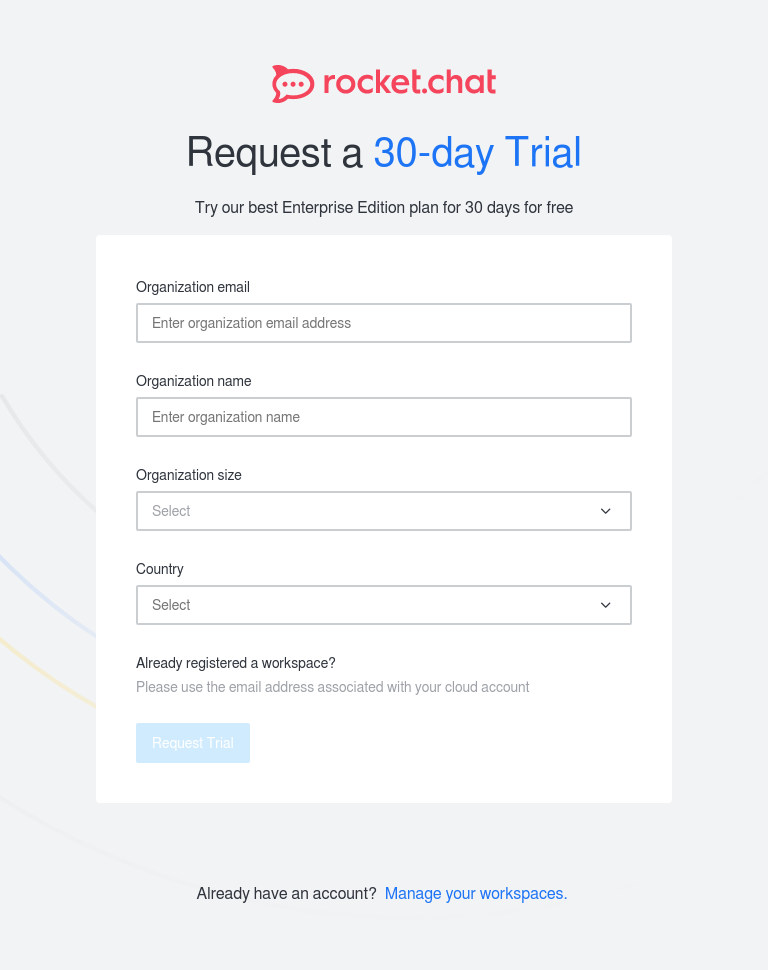 rocket.chat
Request a 30-day Trial
Try our best Enterprise Edition plan for 30 days for free
Organization email
Enter organization email address
Organization name
Enter organization name
Organization size
Select
Country
Select
Already registered a workspace?
Please use the email address associated with your cloud account
Request Trial
Already have an account? Manage your workspaces.